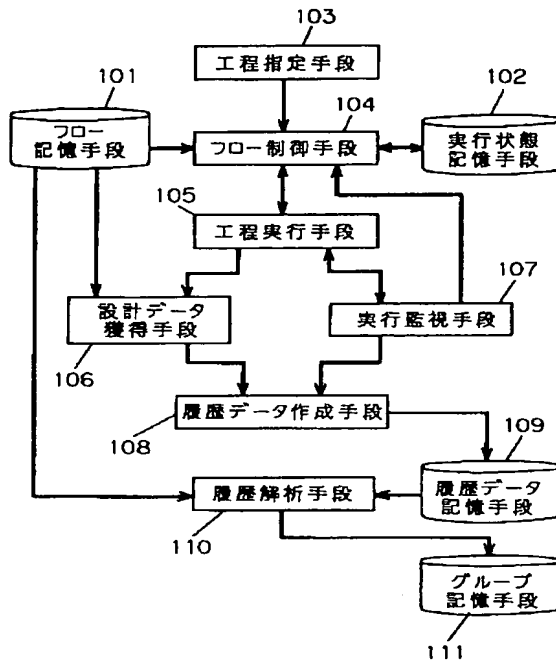 103
工程指定手段
101
フロー
記憶手段
104
フロー制御手段
102
実行状態
記憶手段
105
工程実行手段
設計データ
獲得手段
106
107
実行監視手段
履歴データ作成手段
108
109
履歴データ
記憶手段
履歴解析手段
110
グループ
記憶手段
111